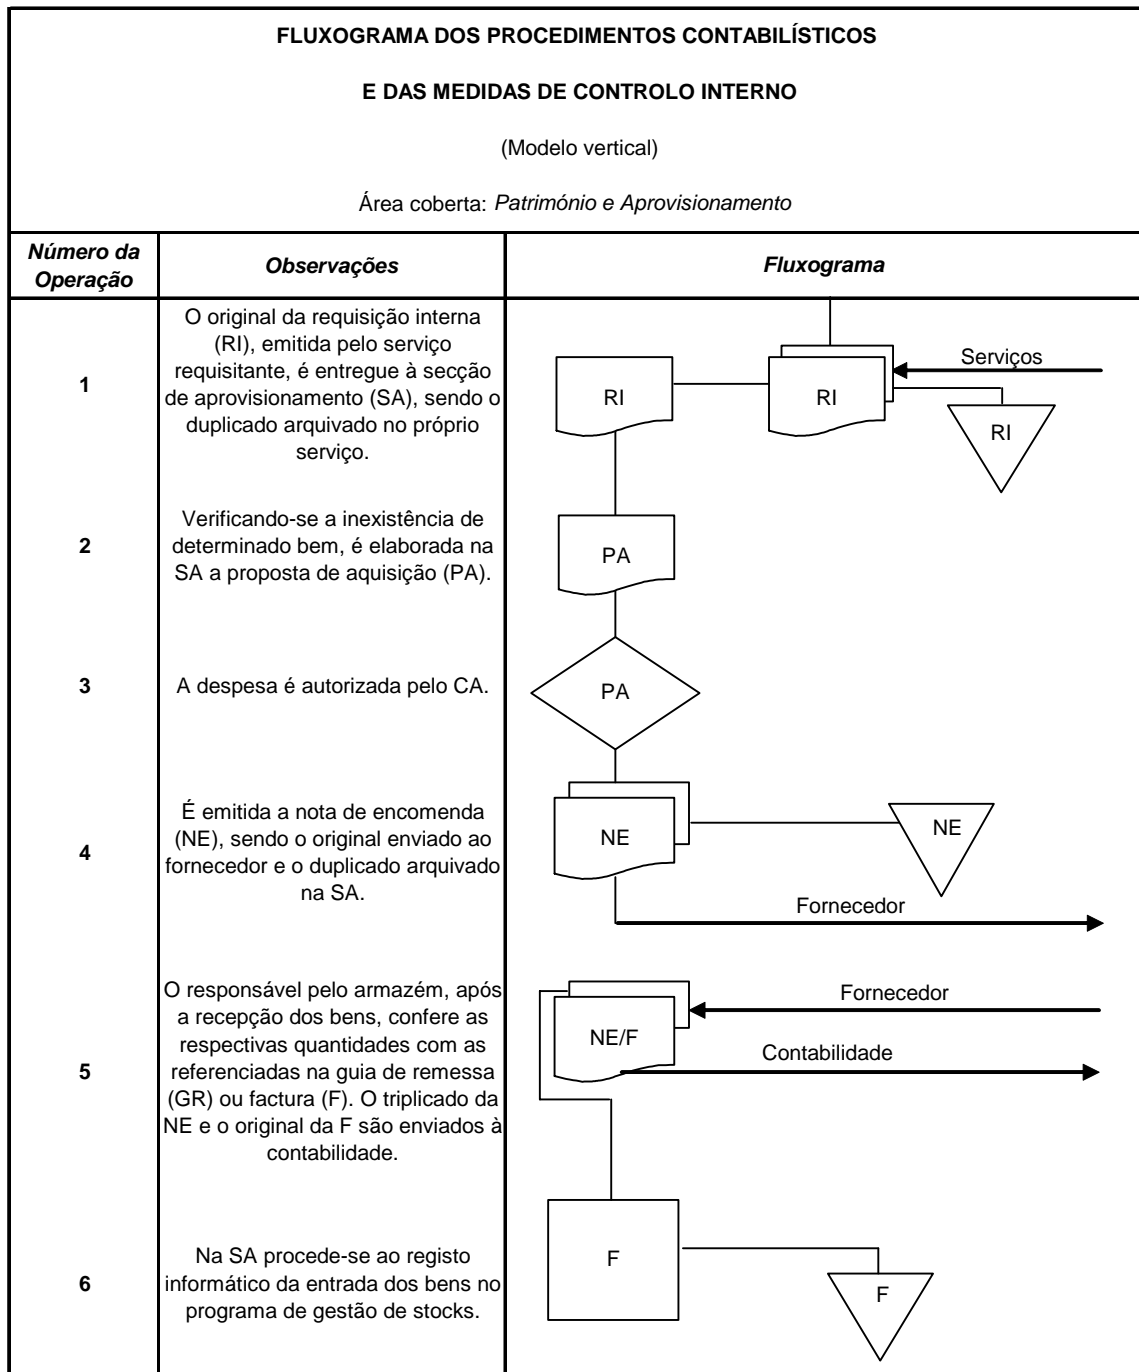 FLUXOGRAMA DOS PROCEDIMENTOS CONTABILÍSTICOS
E DAS MEDIDAS DE CONTROLO INTERNO
(Modelo vertical)
Área coberta: Património e Aprovisionamento
Número da
Operação
Observações
Fluxograma
1
O original da requisição interna
(RI), emitida pelo serviço
requisitante, é entregue à secção
de aprovisionamento (SA), sendo o
duplicado arquivado no próprio
serviço.
RI
RI
Serviços
RI
2
Verificando-se a inexistência de
determinado bem, é elaborada na
SA a proposta de aquisição (PA).
PA
3
A despesa é autorizada pelo CA.
PA
4
É emitida a nota de encomenda
(NE), sendo o original enviado ao
fornecedor e o duplicado arquivado
na SA.
NE
NE
Fornecedor
5
O responsável pelo armazém, após
a recepção dos bens, confere as
respectivas quantidades com as
referenciadas na guia de remessa
(GR) ou factura (F). O triplicado da
NE e o original da F são enviados à
contabilidade.
NE/F
Fornecedor
Contabilidade
6
Na SA procede-se ao registo
informático da entrada dos bens no
programa de gestão de stocks.
F
F